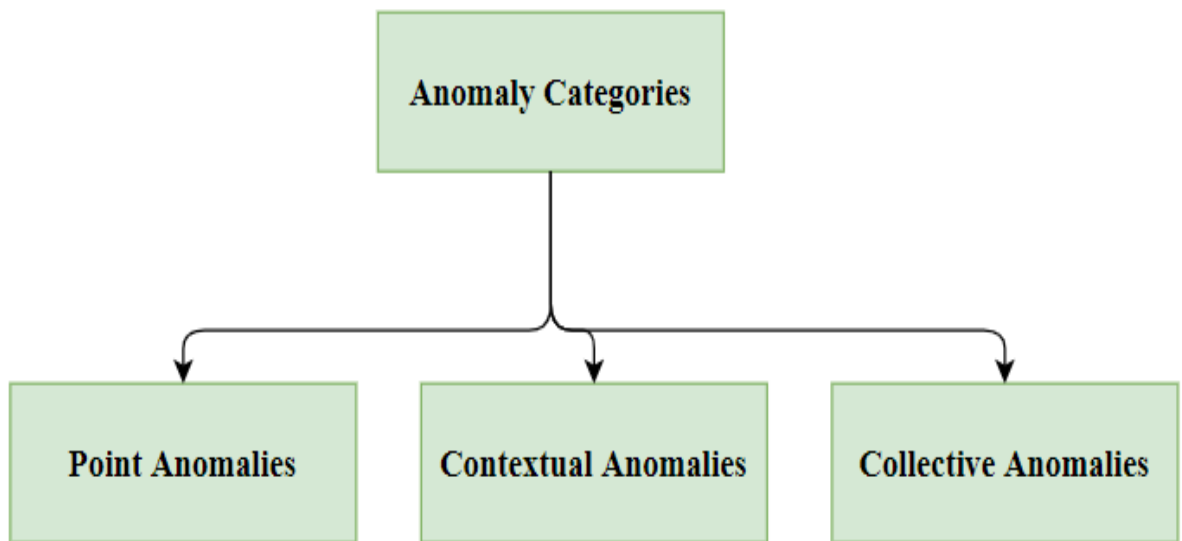 Anomaly Categories
Point Anomalies
Contextual Anomalies
Collective Anomalies